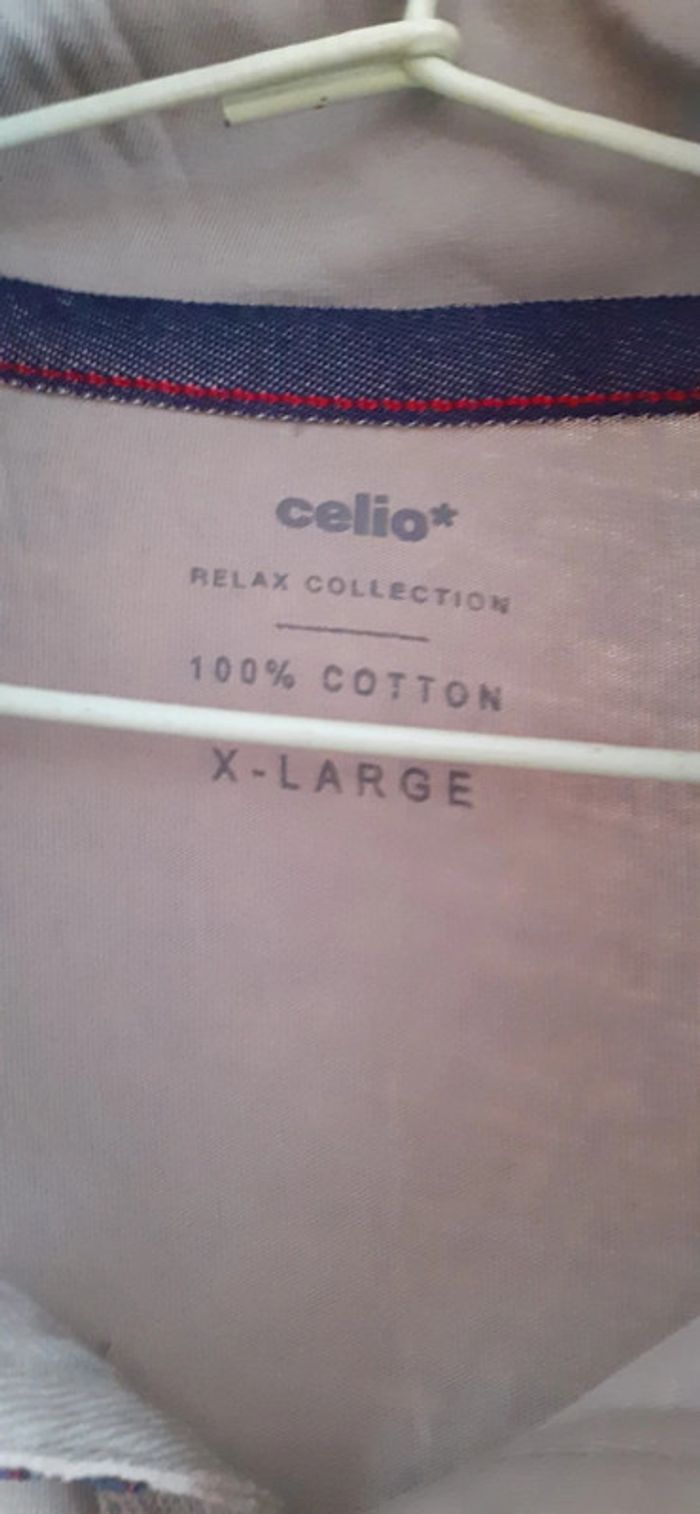 celio*
RELAX COLLECTION
100% COTTON
X-LARGE